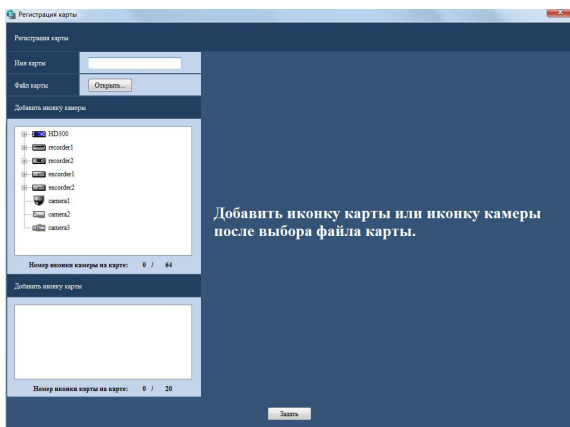 Регистрация карты
Регистрация карты
Имя карты
Файл карты
Открыть...
Добавить иконку камеры
HD300
recorder1
recorder2
encorder1
encorder2
camera1
camera2
camera3
Номер иконки камеры на карте: 0 / 64
Добавить иконку карты
Номер иконки карты на карте: 0 / 20
Добавить иконку карты или иконку камеры
после выбора файла карты.
Задать